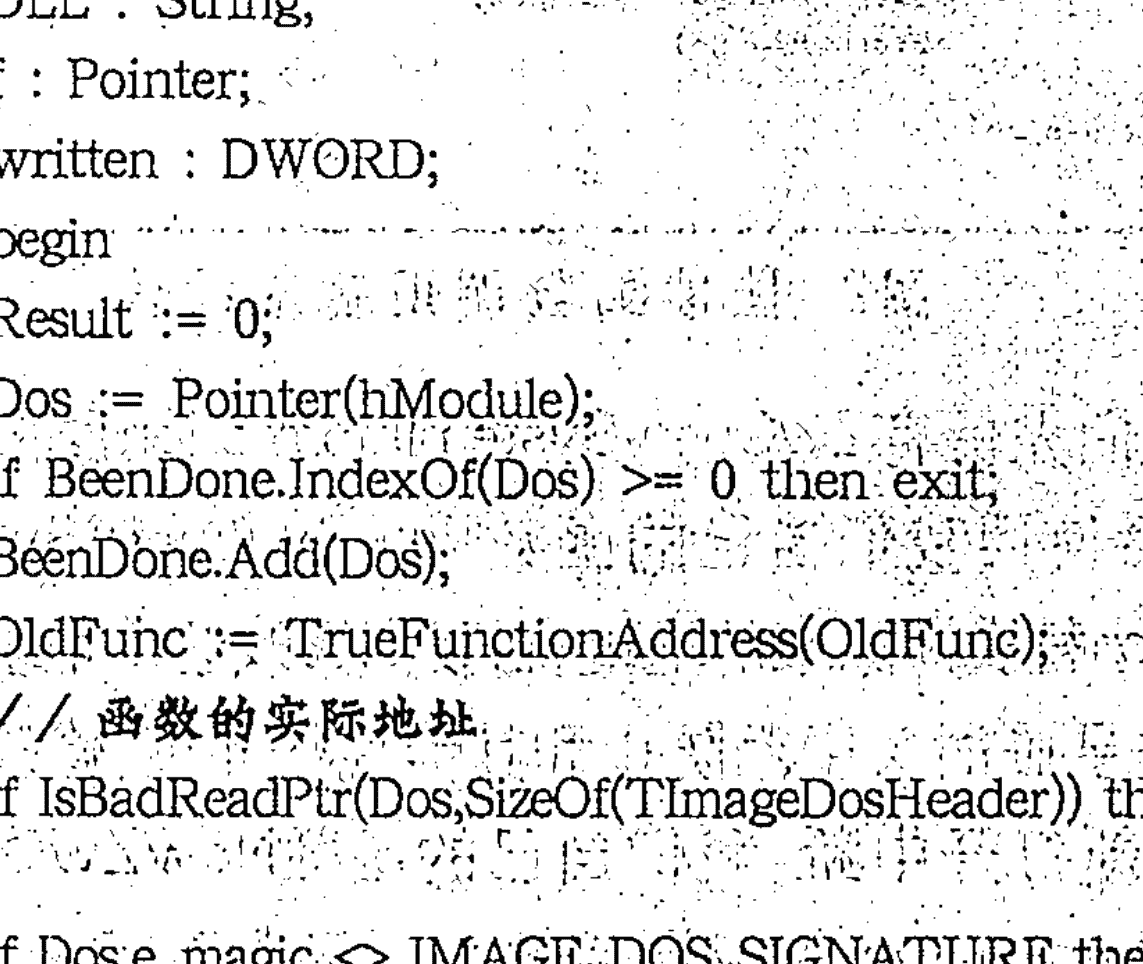 DLL : String;
f : Pointer;
written : DWORD;
begin
Result := 0;
Dos := Pointer(hModule);
if BeenDone.IndexOf(Dos) >= 0 then exit;
BeenDone.Add(Dos);
OldFunc := TrueFunctionAddress(OldFunc);
// 函数的实际地址
if IsBadReadPtr(Dos,SizeOf(TImageDosHeader)) th
if Dos.e_magic <> IMAGE_DOS_SIGNATURE the